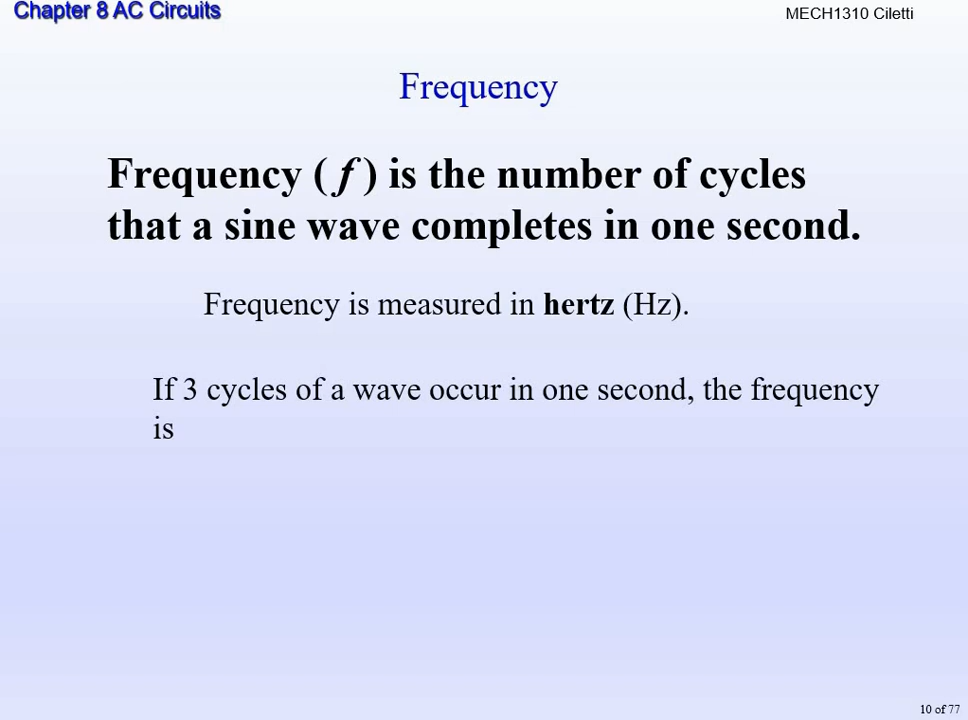 Chapter 8 AC Circuits
MECH1310 Ciletti
Frequency
Frequency ( f ) is the number of cycles
that a sine wave completes in one second.
Frequency is measured in hertz (Hz).
If 3 cycles of a wave occur in one second, the frequency
is
10 of 77